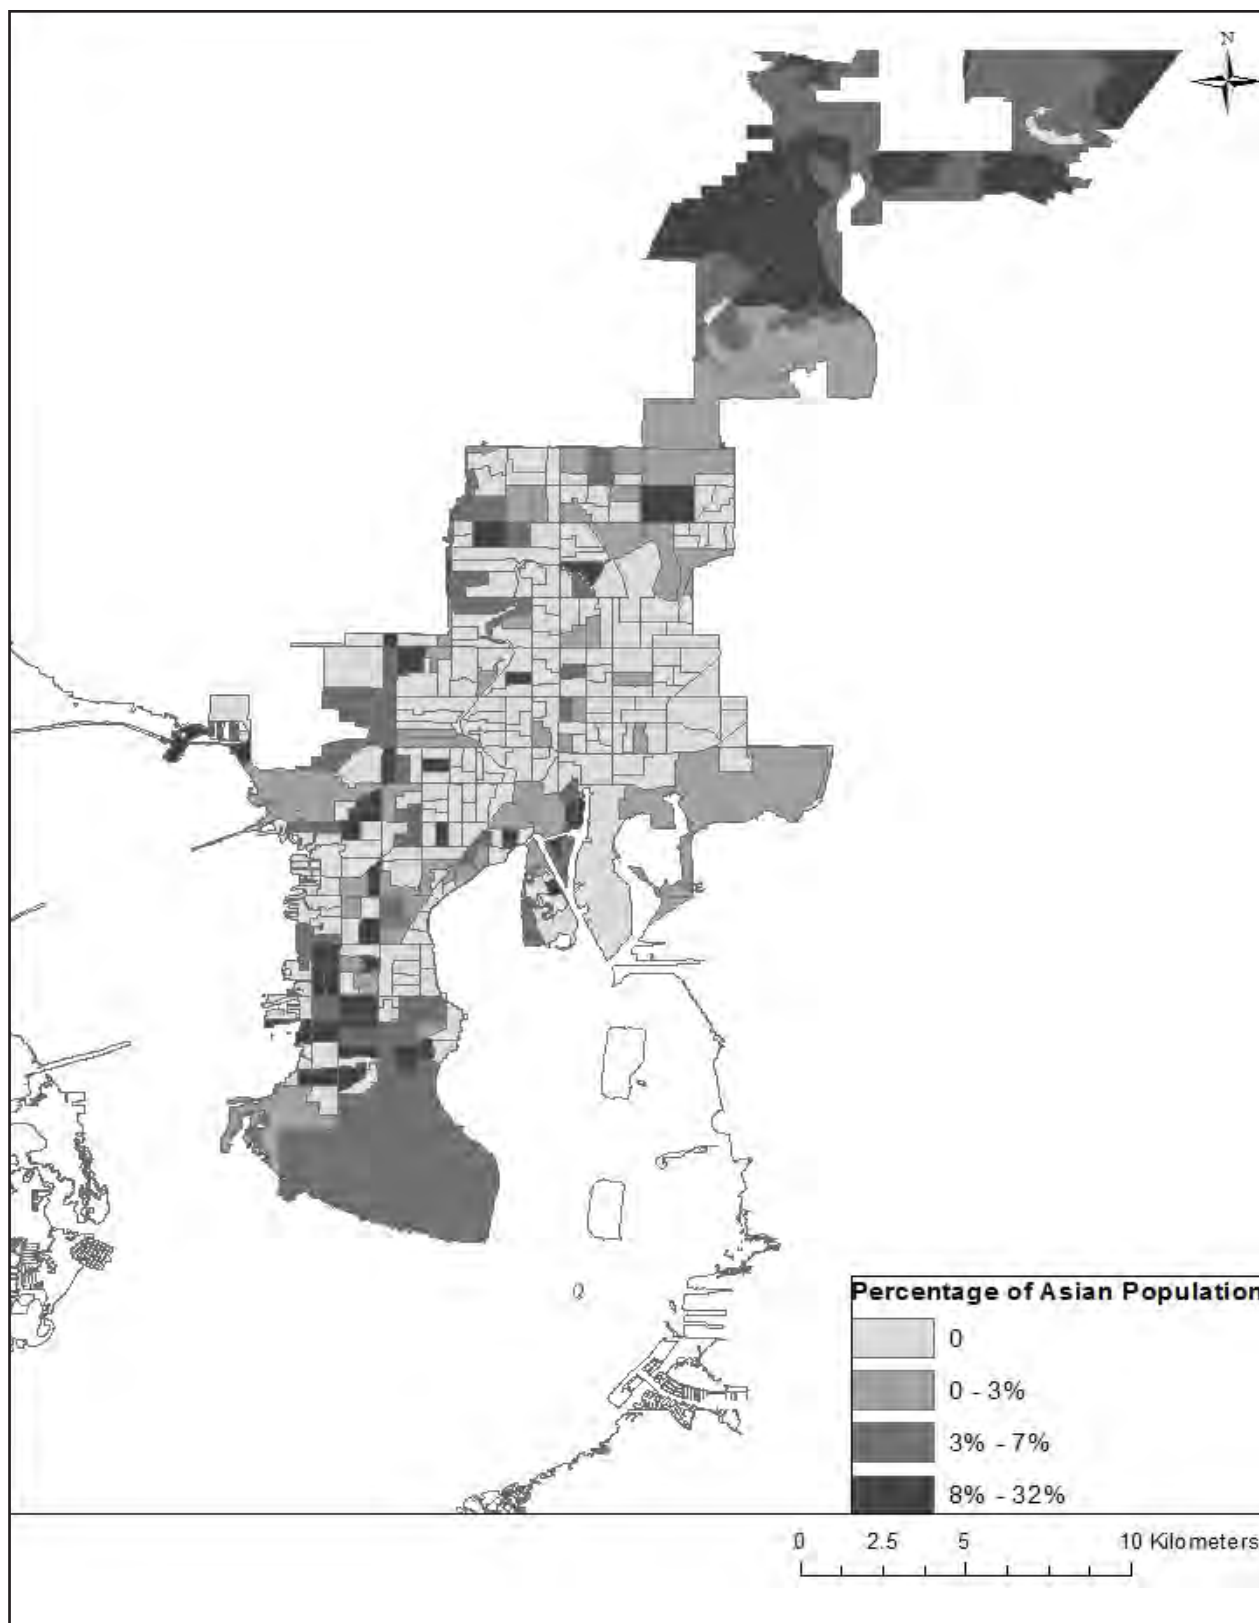 N
Percentage of Asian Population
0
0 - 3%
3% - 7%
8% - 32%
0 2.5 5 10 Kilometers